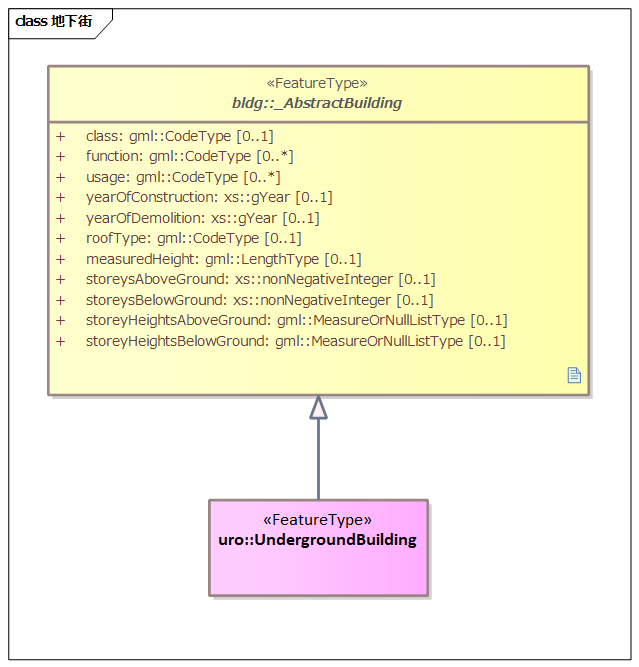 class 地下街
«FeatureType»
bldg::_AbstractBuilding
+ class: gml::CodeType [0..1]
+ function: gml::CodeType [0..*]
+ usage: gml::CodeType [0..*]
+ yearOfConstruction: xs::gYear [0..1]
+ yearOfDemolition: xs::gYear [0..1]
+ roofType: gml::CodeType [0..1]
+ measuredHeight: gml::LengthType [0..1]
+ storeysAboveGround: xs::nonNegativeInteger [0..1]
+ storeysBelowGround: xs::nonNegativeInteger [0..1]
+ storeyHeightsAboveGround: gml::MeasureOrNullListType [0..1]
+ storeyHeightsBelowGround: gml::MeasureOrNullListType [0..1]
«FeatureType»
uro::UndergroundBuilding